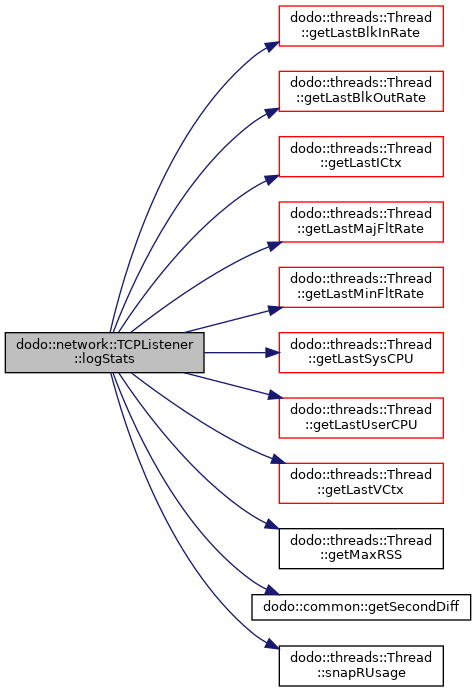 dodo::threads::Thread
::getLastBlkInRate
dodo::threads::Thread
::getLastBlkOutRate
dodo::threads::Thread
::getLastICtx
dodo::threads::Thread
::getLastMajFltRate
dodo::threads::Thread
::getLastMinFltRate
dodo::network::TCPListener
::logStats
dodo::threads::Thread
::getLastSysCPU
dodo::threads::Thread
::getLastUserCPU
dodo::threads::Thread
::getLastVCtx
dodo::threads::Thread
::getMaxRSS
dodo::common::getSecondDiff
dodo::threads::Thread
::snapRUsage